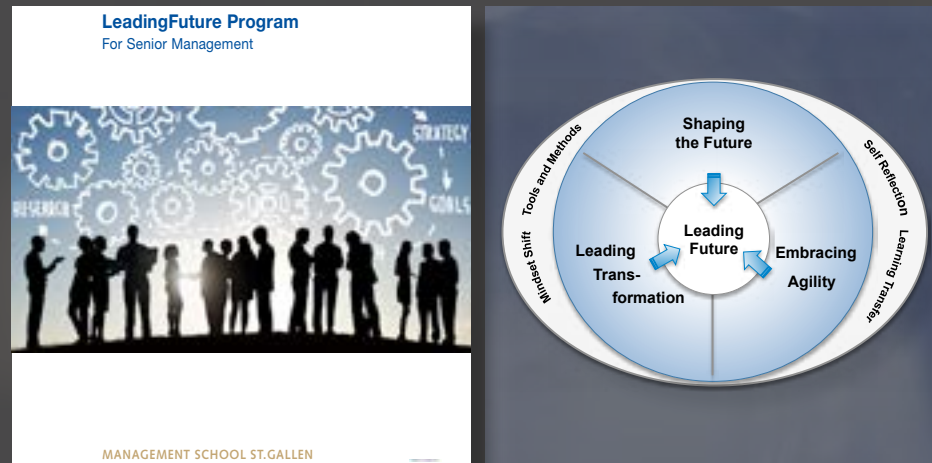 LeadingFuture Program
For Senior Management
STRATEGY
RESEARCH
GOALS
MANAGEMENT SCHOOL ST.GALLEN
Shaping
the Future
Leading
Trans-
formation
Leading
Future
Embracing
Agility
Tools and Methods
Mindset Shift
Self Reflection
Learning Transfer